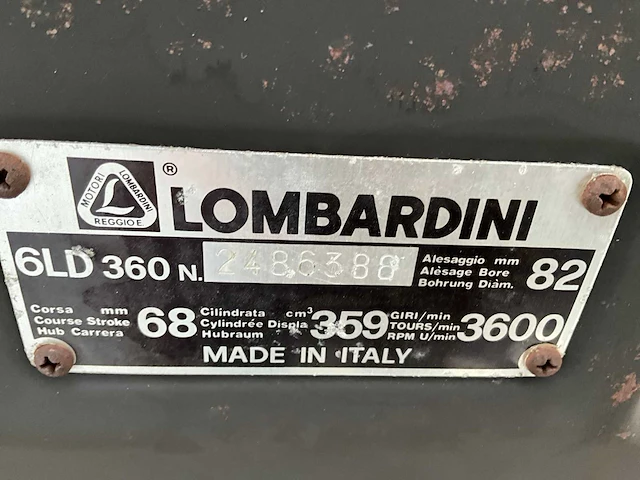 MOTORI LOMBARDINI REGGIO E. ® LOMBARDINI
6LD 360 N. 2486388 Alesaggio mm 82
Alésage Bore
Bohrung Diàm.
Corsa mm 68 Cilindrata cm³ 359 GIRI/min 3600
Course Stroke Cylindrée Displa TOURS/min
Hub Carrera Hubraum RPM U/min
MADE IN ITALY